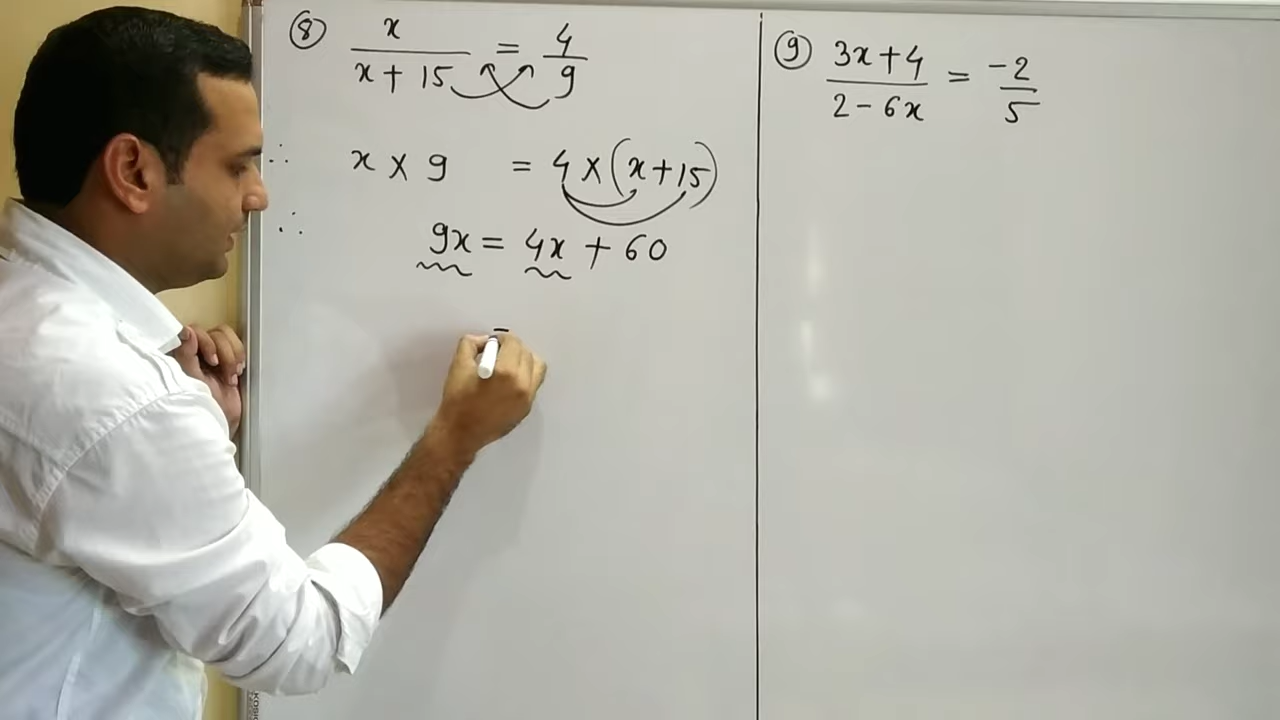 ⑧ x / (x + 15) = 4 / 9
∴ x × 9 = 4 × (x + 15)
∴ 9x = 4x + 60
=
⑨ (3x + 4) / (2 - 6x) = -2 / 5